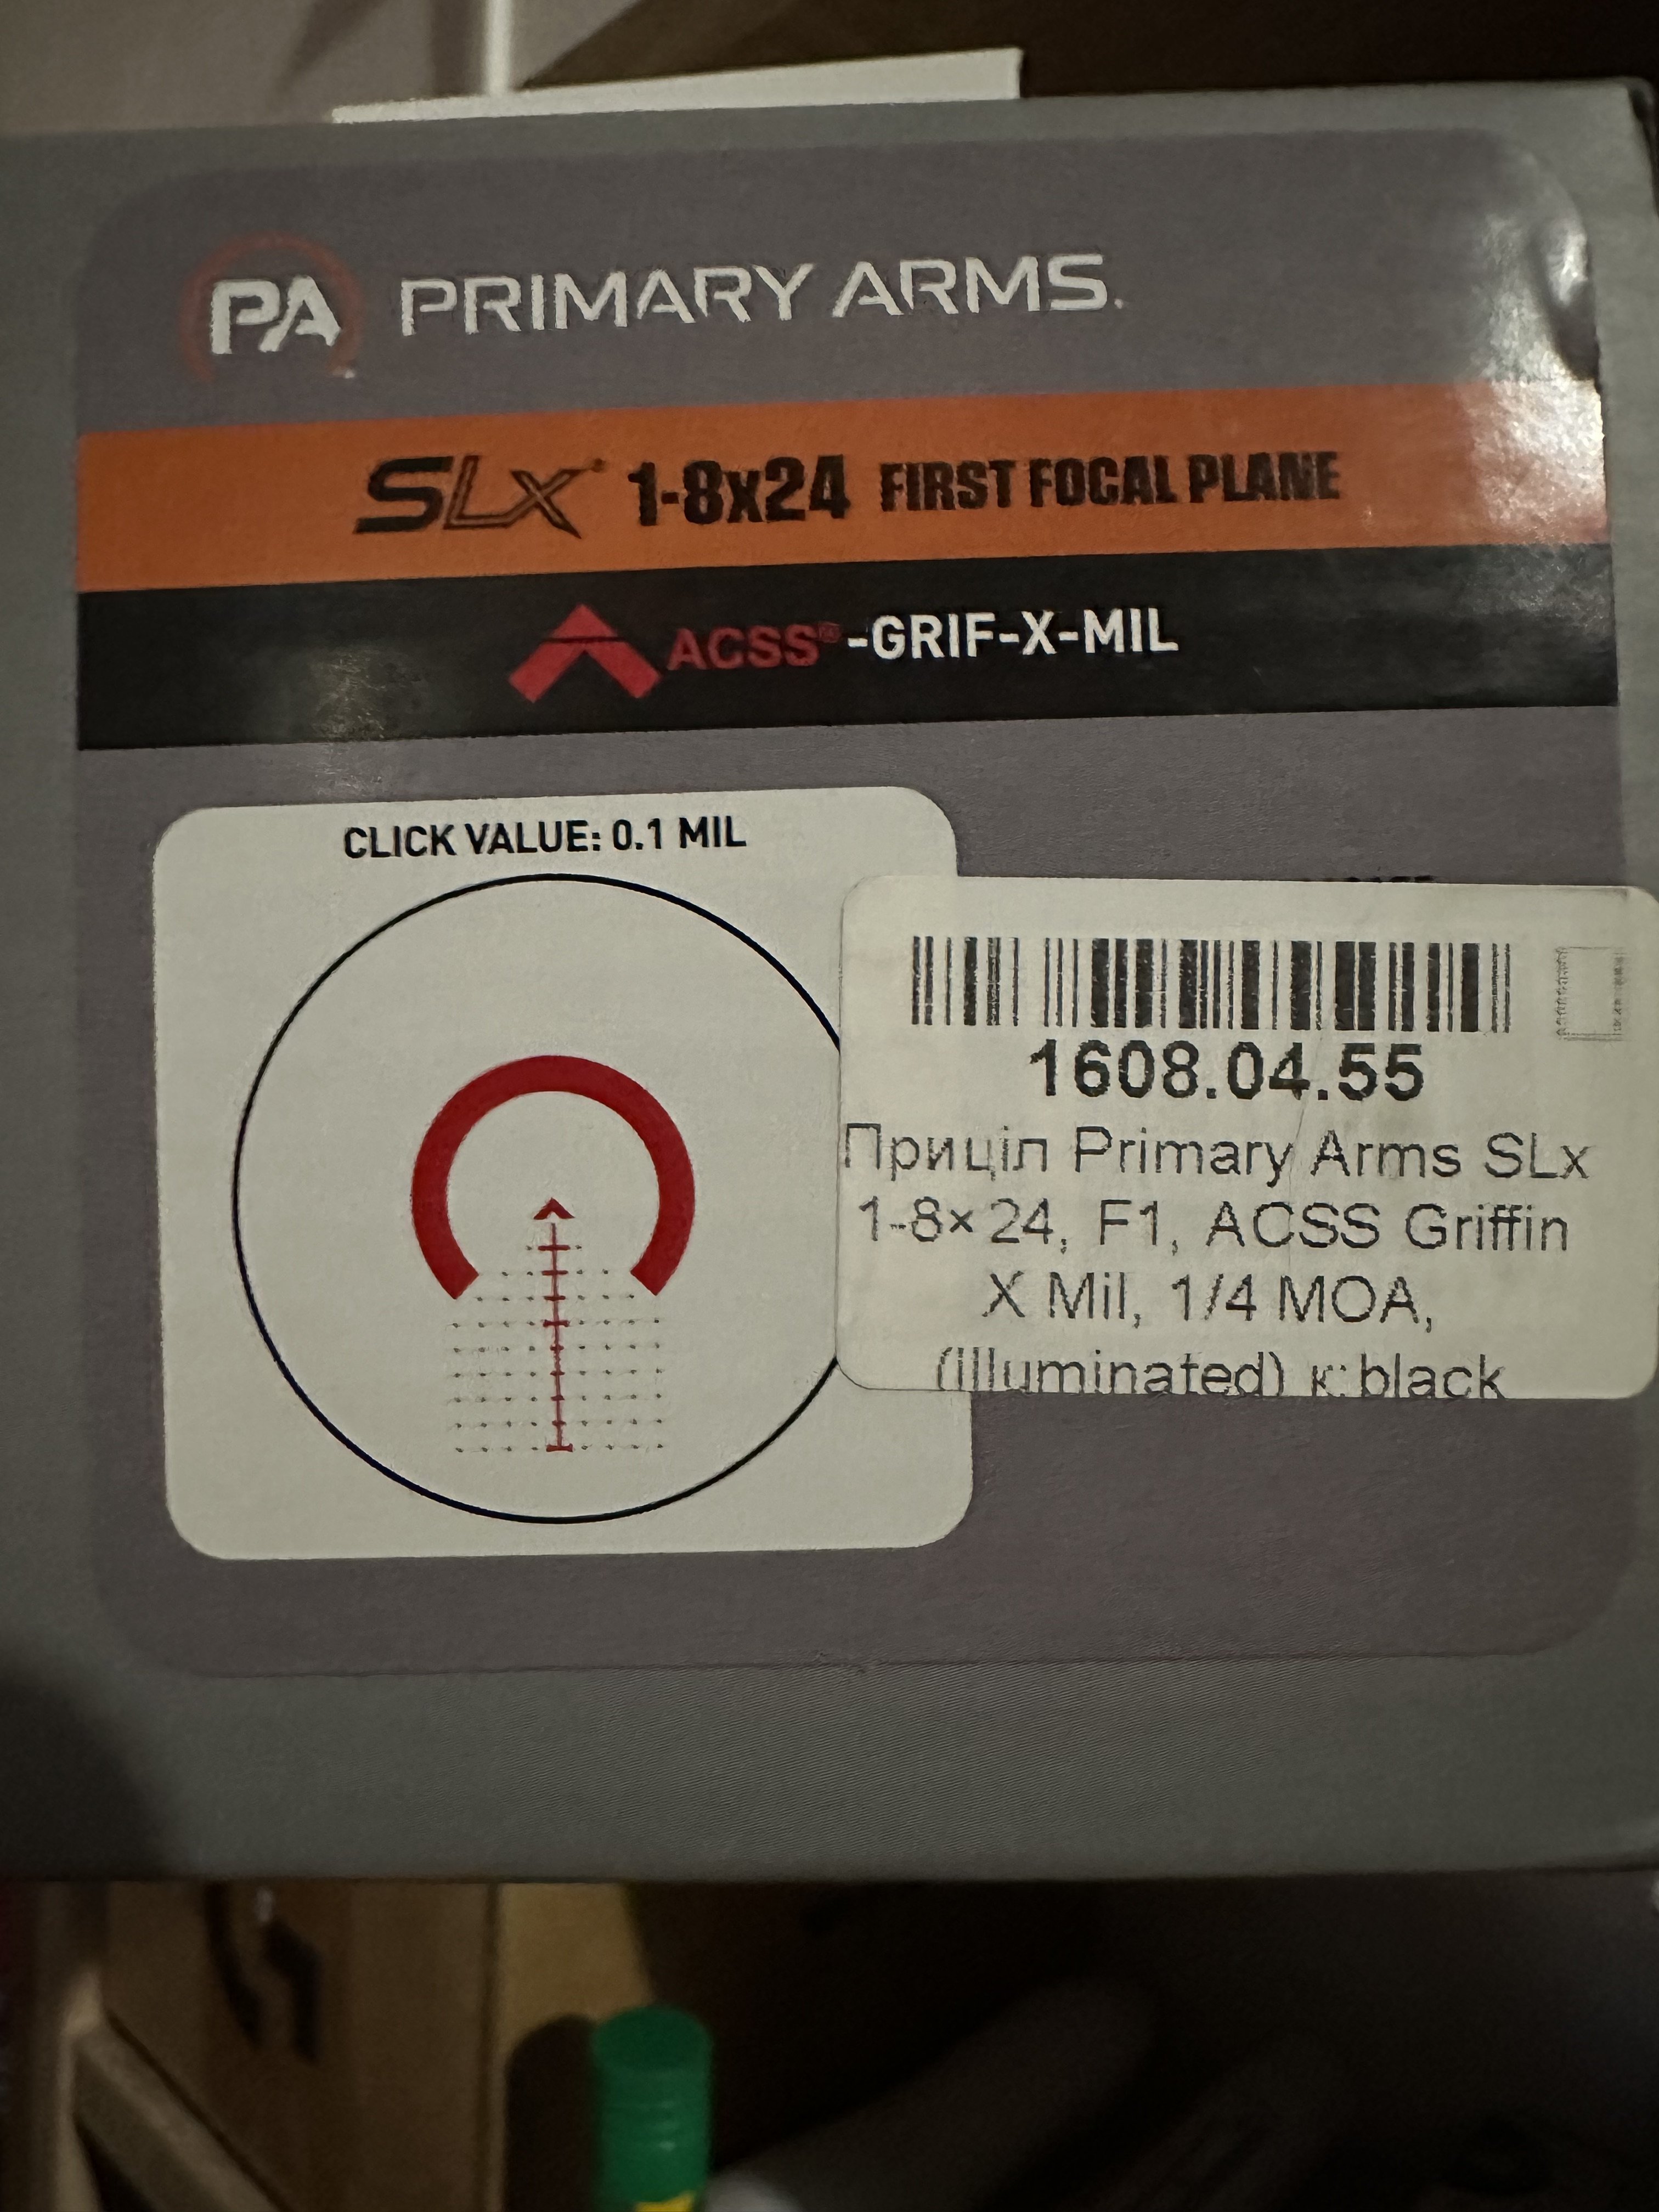 PA PRIMARY ARMS.
SLx® 1-8x24 FIRST FOCAL PLANE
ACSS®-GRIF-X-MIL
CLICK VALUE: 0.1 MIL
1608.04.55
Приціл Primary Arms SLx
1-8×24, F1, ACSS Griffin
X Mil, 1/4 MOA,
(Illuminated) к: black